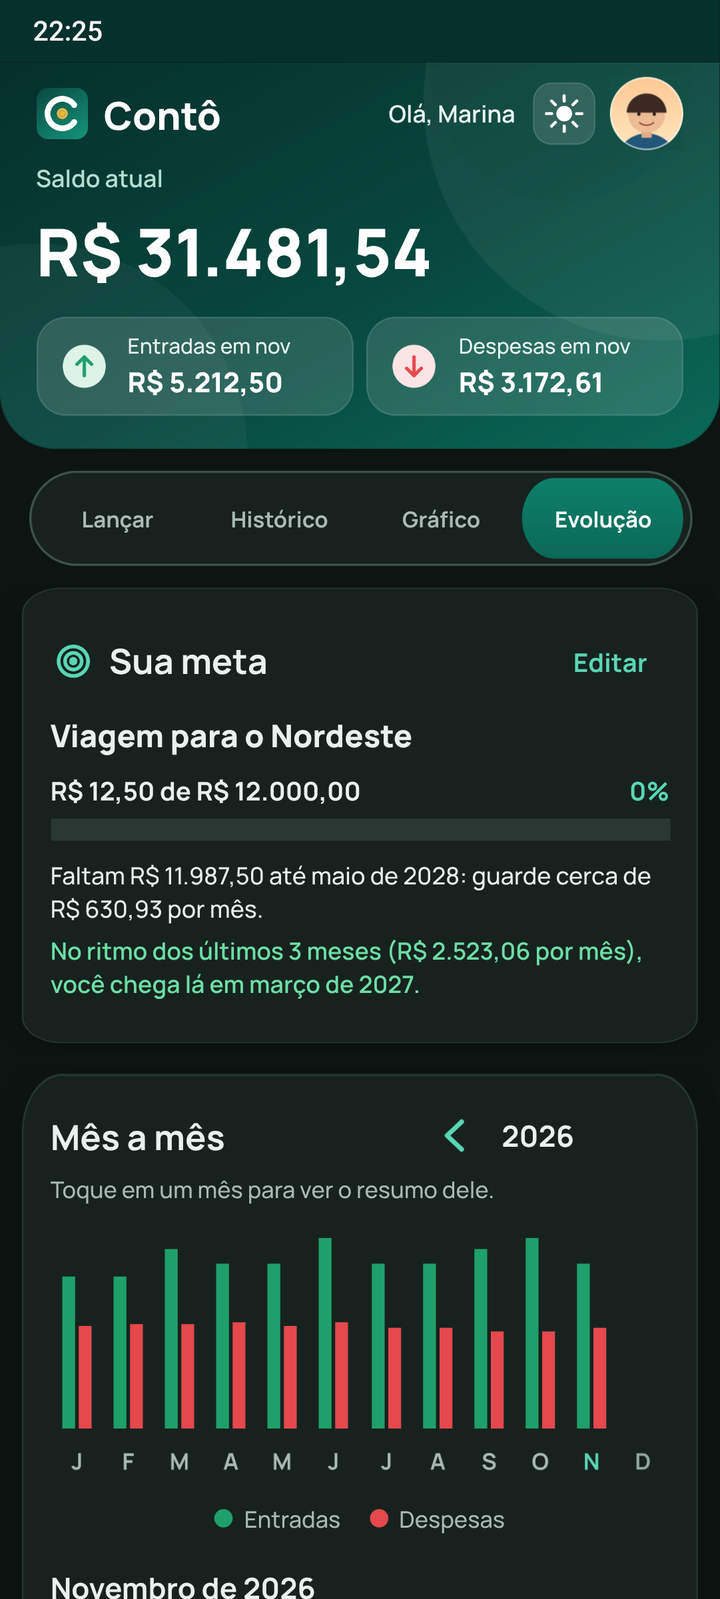 22:25
Contô
Olá, Marina
Saldo atual
R$ 31.481,54
Entradas em nov
R$ 5.212,50
Despesas em nov
R$ 3.172,61
Lançar
Histórico
Gráfico
Evolução
Sua meta
Editar
Viagem para o Nordeste
R$ 12,50 de R$ 12.000,00
0%
Faltam R$ 11.987,50 até maio de 2028: guarde cerca de
R$ 630,93 por mês.
No ritmo dos últimos 3 meses (R$ 2.523,06 por mês),
você chega lá em março de 2027.
Mês a mês
2026
Toque em um mês para ver o resumo dele.
J F M A M J J A S O N D
Entradas
Despesas
Novembro de 2026